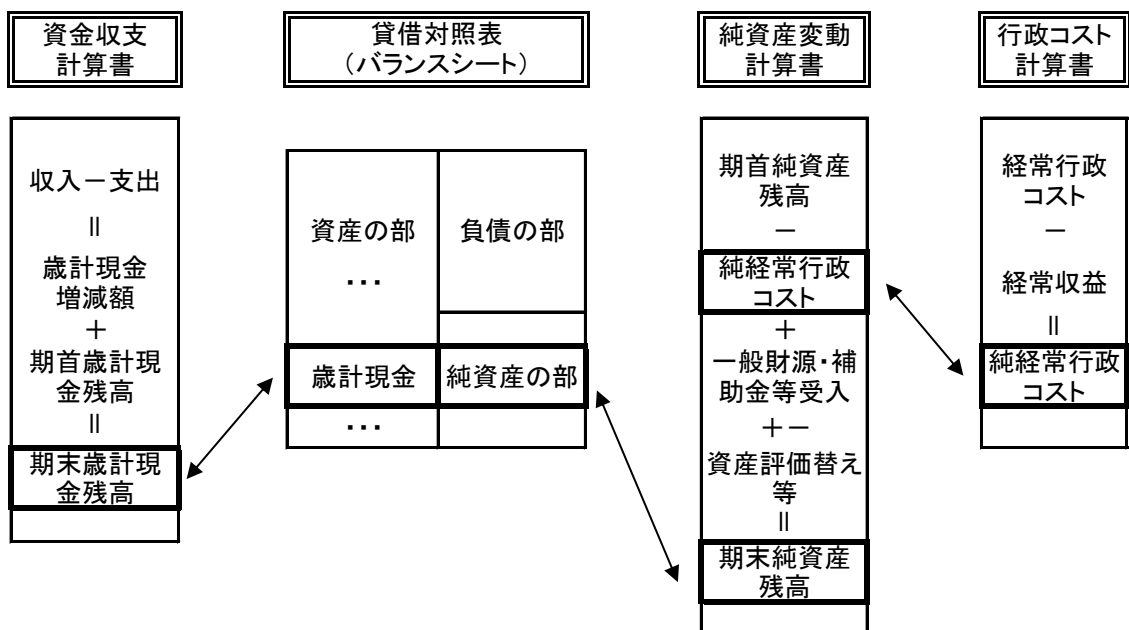 資金収支
計算書
貸借対照表
(バランスシート)
純資産変動
計算書
行政コスト
計算書
収入－支出
＝
歳計現金
増減額
＋
期首歳計現
金残高
＝
期末歳計現
金残高
資産の部
・・・
負債の部
歳計現金
純資産の部
・・・
期首純資産
残高
－
純経常行政
コスト
＋
一般財源・補
助金等受入
＋－
資産評価替え
等
＝
期末純資産
残高
経常行政
コスト
－
経常収益
＝
純経常行政
コスト